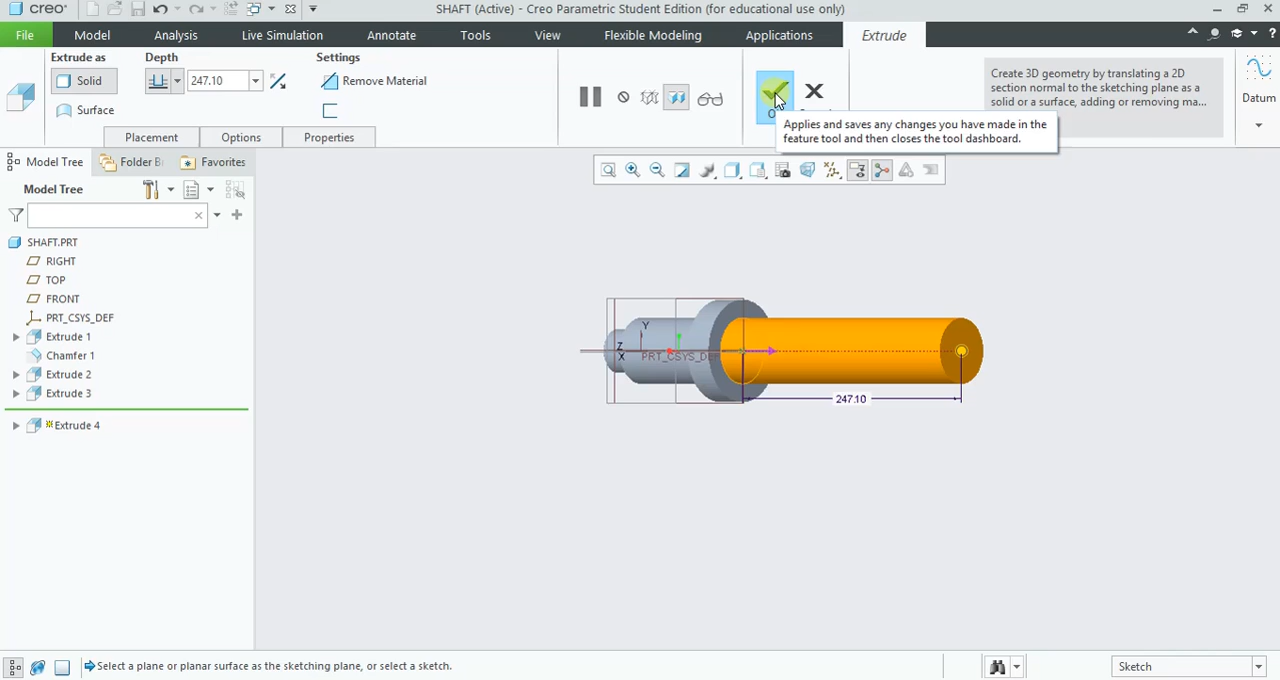 creo
SHAFT (Active) - Creo Parametric Student Edition (for educational use only)
File Model Analysis Live Simulation Annotate Tools View Flexible Modeling Applications Extrude
Extrude as Depth Settings
Solid 247.10 Remove Material
Surface
Placement Options Properties
Create 3D geometry by translating a 2D
section normal to the sketching plane as a
solid or a surface, adding or removing ma...
Datum
Applies and saves any changes you have made in the
feature tool and then closes the tool dashboard.
Model Tree Folder B Favorites
Model Tree
SHAFT.PRT
RIGHT
TOP
FRONT
PRT_CSYS_DEF
Extrude 1
Chamfer 1
Extrude 2
Extrude 3
Extrude 4
Y
Z
X
PRT_CSYS_DEF
247.10
Select a plane or planar surface as the sketching plane, or select a sketch.
Sketch